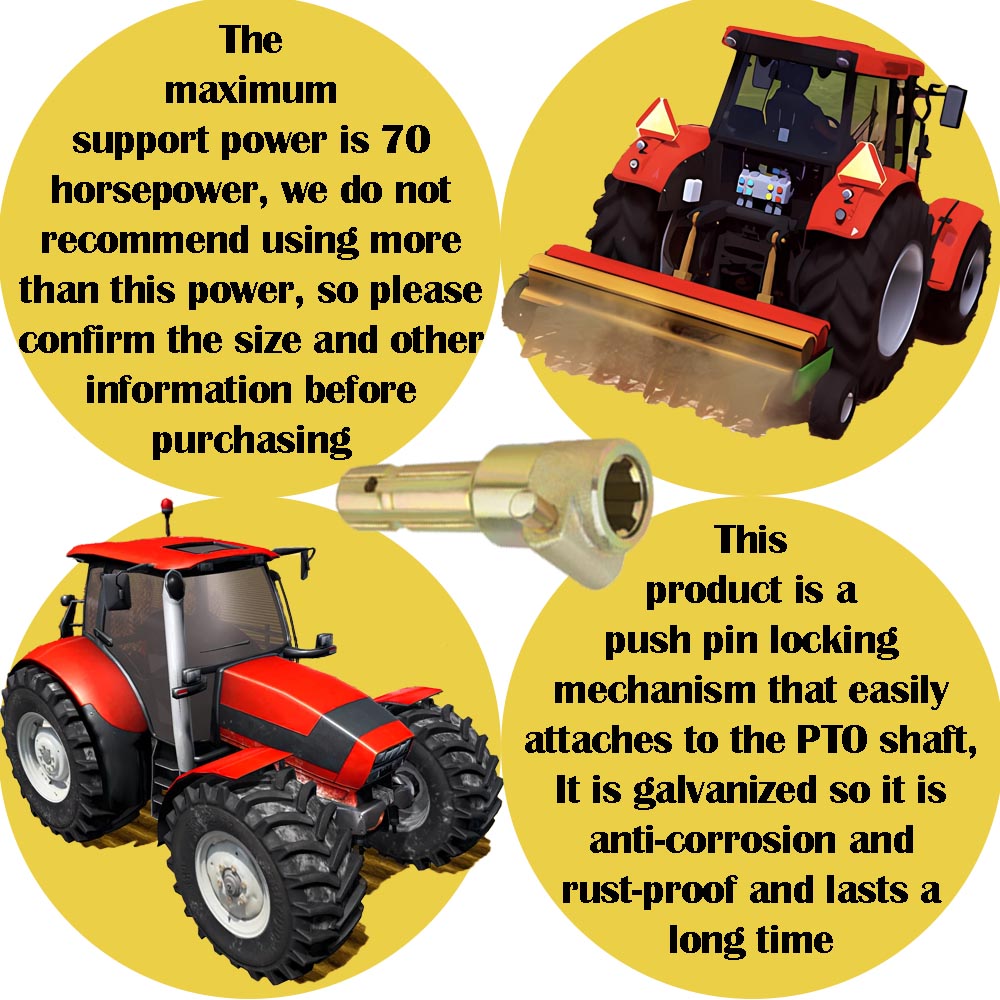 The
maximum
support power is 70
horsepower, we do not
recommend using more
than this power, so please
confirm the size and other
information before
purchasing
This
product is a
push pin locking
mechanism that easily
attaches to the PTO shaft,
It is galvanized so it is
anti-corrosion and
rust-proof and lasts a
long time